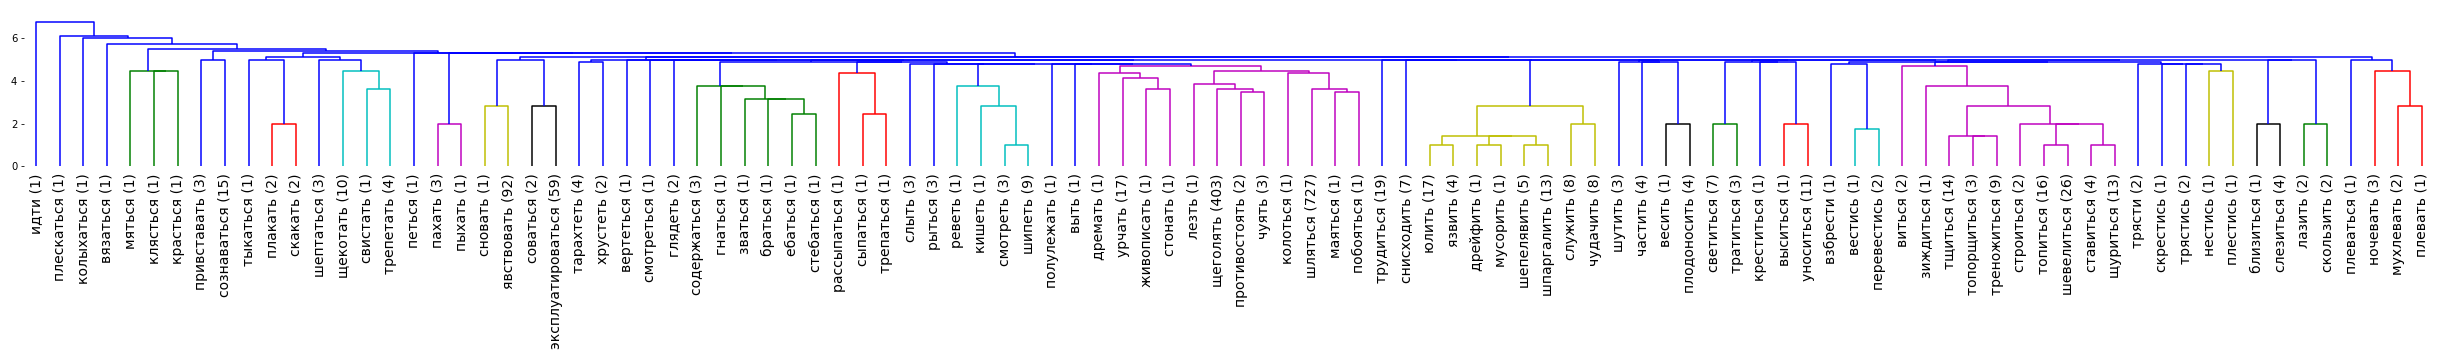 6
4
2
0
идти (1)
плескаться (1)
колыхаться (1)
вязаться (1)
мяться (1)
клясться (1)
красться (1)
привставать (3)
сознаваться (15)
тыкаться (1)
плакать (2)
скакать (2)
шептаться (3)
щекотать (10)
свистать (1)
трепетать (4)
петься (1)
пахать (3)
пыхать (1)
сновать (1)
явствовать (92)
соваться (2)
эксплуатироваться (59)
тарахтеть (4)
хрустеть (2)
вертеться (1)
смотреться (1)
глядеть (2)
содержаться (3)
гнаться (1)
зваться (1)
браться (1)
ебаться (1)
стебаться (1)
рассыпаться (1)
сыпаться (1)
трепаться (1)
слыть (3)
рыться (3)
реветь (1)
кишеть (1)
смотреть (3)
шипеть (9)
полулежать (1)
выть (1)
дремать (1)
урчать (17)
живописать (1)
стонать (1)
лезть (1)
щеголять (403)
противостоять (2)
чуять (3)
колоться (1)
шляться (727)
маяться (1)
побояться (1)
трудиться (19)
снисходить (7)
юлить (17)
язвить (4)
дрейфить (1)
мусорить (1)
шепелявить (5)
шпаргалить (13)
служить (8)
чудачить (8)
шутить (3)
частить (4)
весить (1)
плодоносить (4)
светиться (7)
тратиться (3)
креститься (1)
выситься (1)
уноситься (11)
взбрести (1)
вестись (1)
перевестись (2)
виться (2)
зиждиться (1)
тщиться (14)
топорщиться (3)
треножиться (9)
строиться (2)
топиться (16)
шевелиться (26)
ставиться (4)
щуриться (13)
трясти (2)
скрестись (1)
трястись (2)
нестись (1)
плестись (1)
близиться (1)
слезиться (4)
лазить (2)
скользить (2)
плеваться (1)
ночевать (3)
мухлевать (2)
плевать (1)